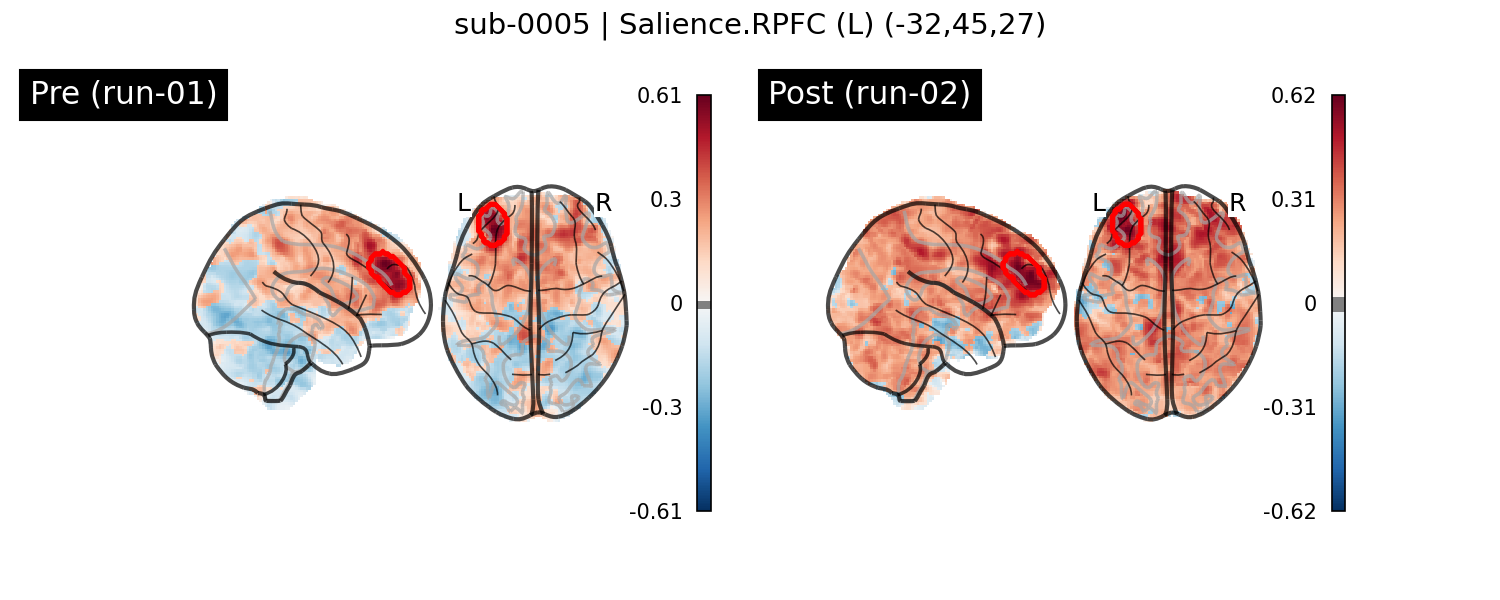 sub-0005 | Salience.RPFC (L) (-32,45,27)
Pre (run-01)
Post (run-02)
L
R
0.61
0.3
0
-0.3
-0.61
L
R
0.62
0.31
0
-0.31
-0.62